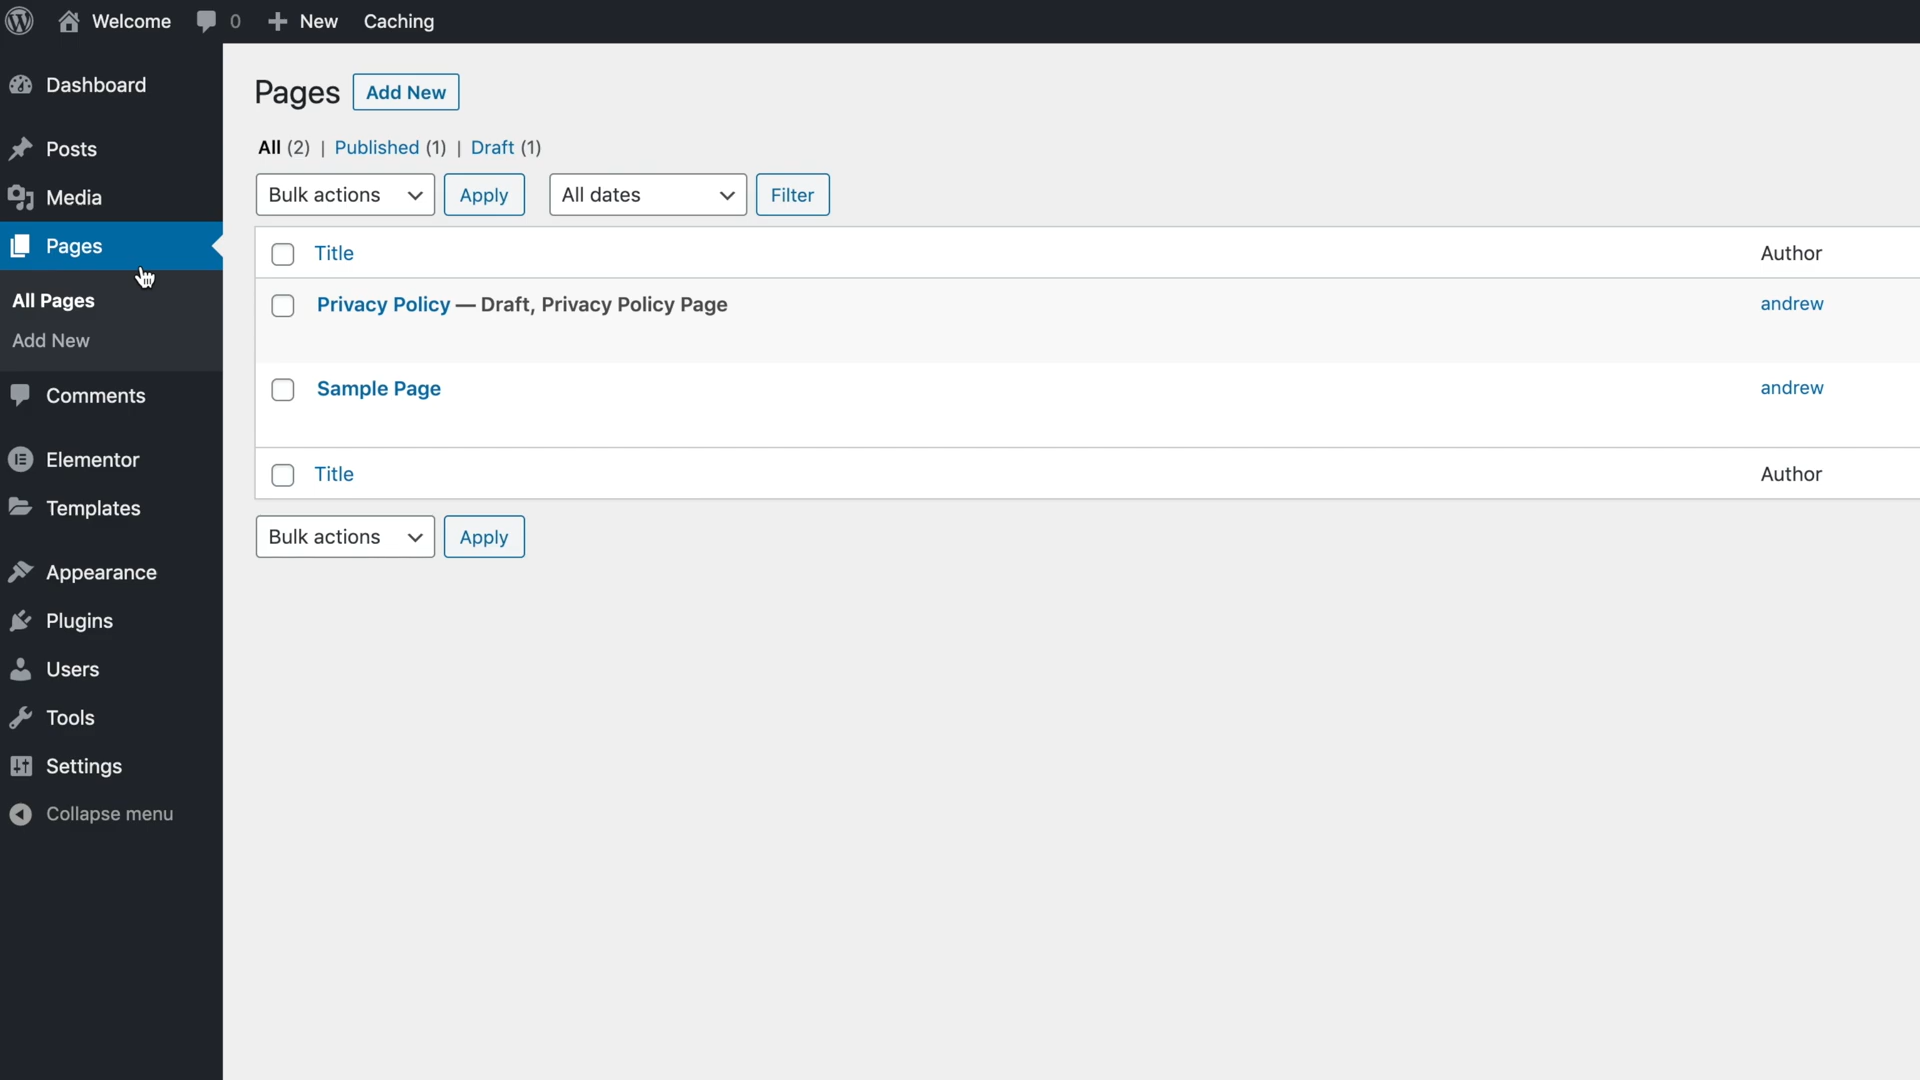 Welcome 0 New Caching
Dashboard
Posts
Media
Pages
All Pages
Add New
Comments
Elementor
Templates
Appearance
Plugins
Users
Tools
Settings
Collapse menu
Pages Add New
All (2) | Published (1) | Draft (1)
Bulk actions Apply All dates Filter
Title Author
Privacy Policy — Draft, Privacy Policy Page andrew
Sample Page andrew
Title Author
Bulk actions Apply